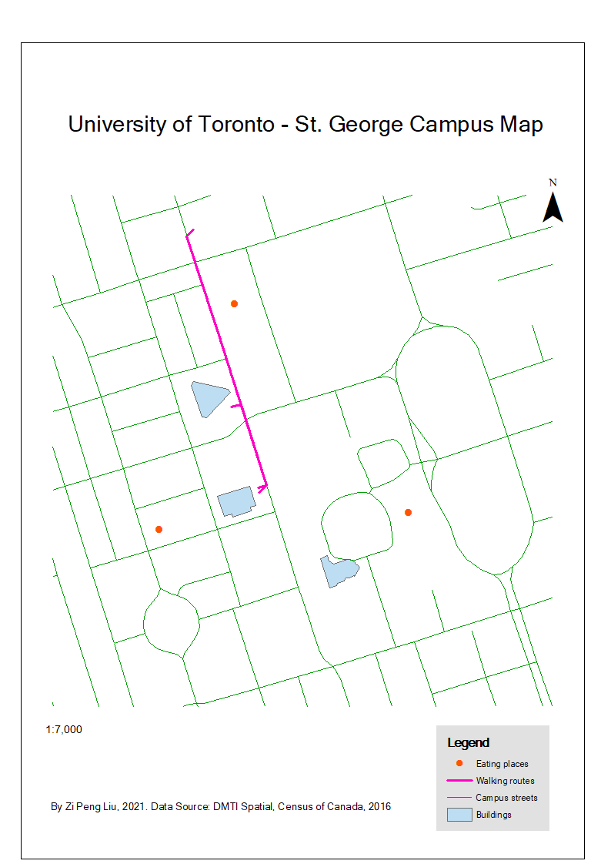 University of Toronto - St. George Campus Map
N
1:7,000
Legend
Eating places
Walking routes
Campus streets
Buildings
By Zi Peng Liu, 2021. Data Source: DMTI Spatial, Census of Canada, 2016